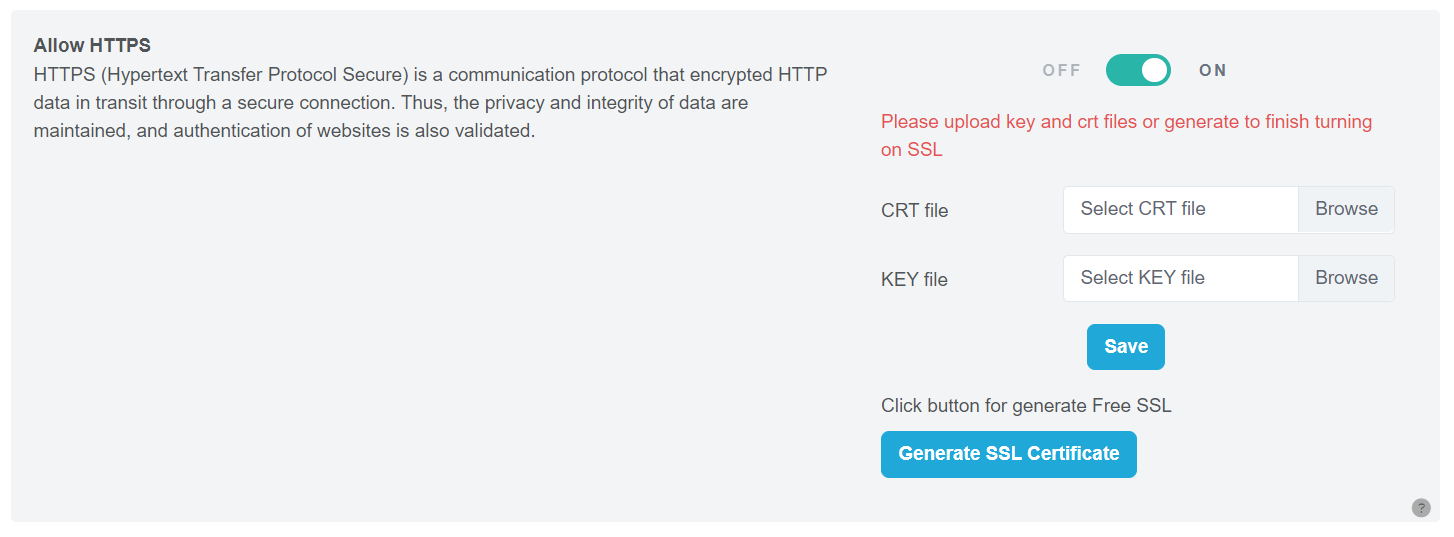 Allow HTTPS
HTTPS (Hypertext Transfer Protocol Secure) is a communication protocol that encrypted HTTP
data in transit through a secure connection. Thus, the privacy and integrity of data are
maintained, and authentication of websites is also validated.
OFF ON
Please upload key and crt files or generate to finish turning
on SSL
CRT file Select CRT file Browse
KEY file Select KEY file Browse
Save
Click button for generate Free SSL
Generate SSL Certificate
?